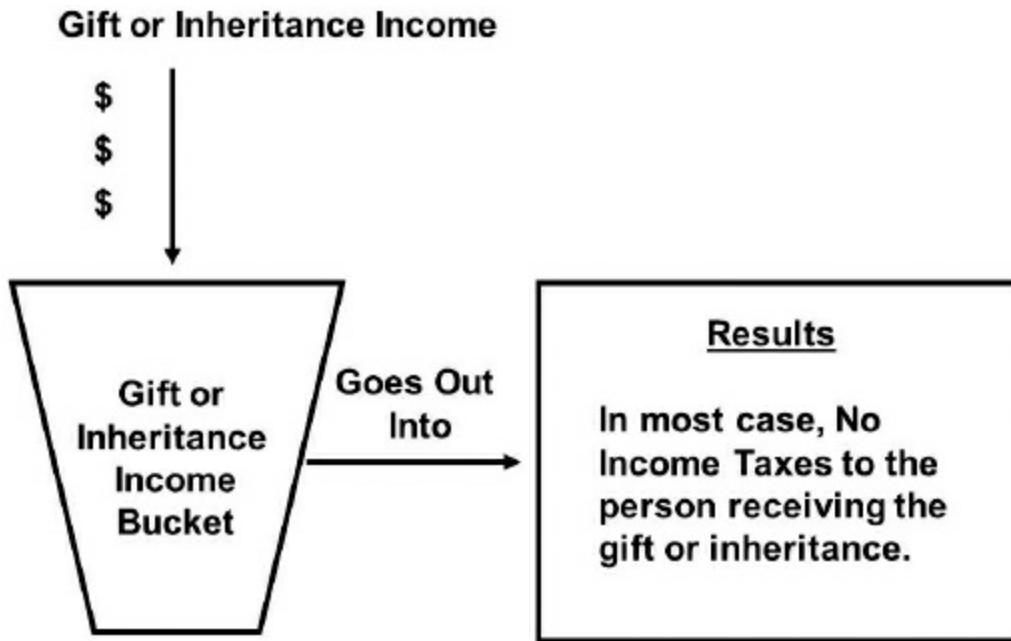 Gift or Inheritance Income
$
$
$
Gift or
Inheritance
Income
Bucket
Goes Out
Into
Results
In most case, No
Income Taxes to the
person receiving the
gift or inheritance.